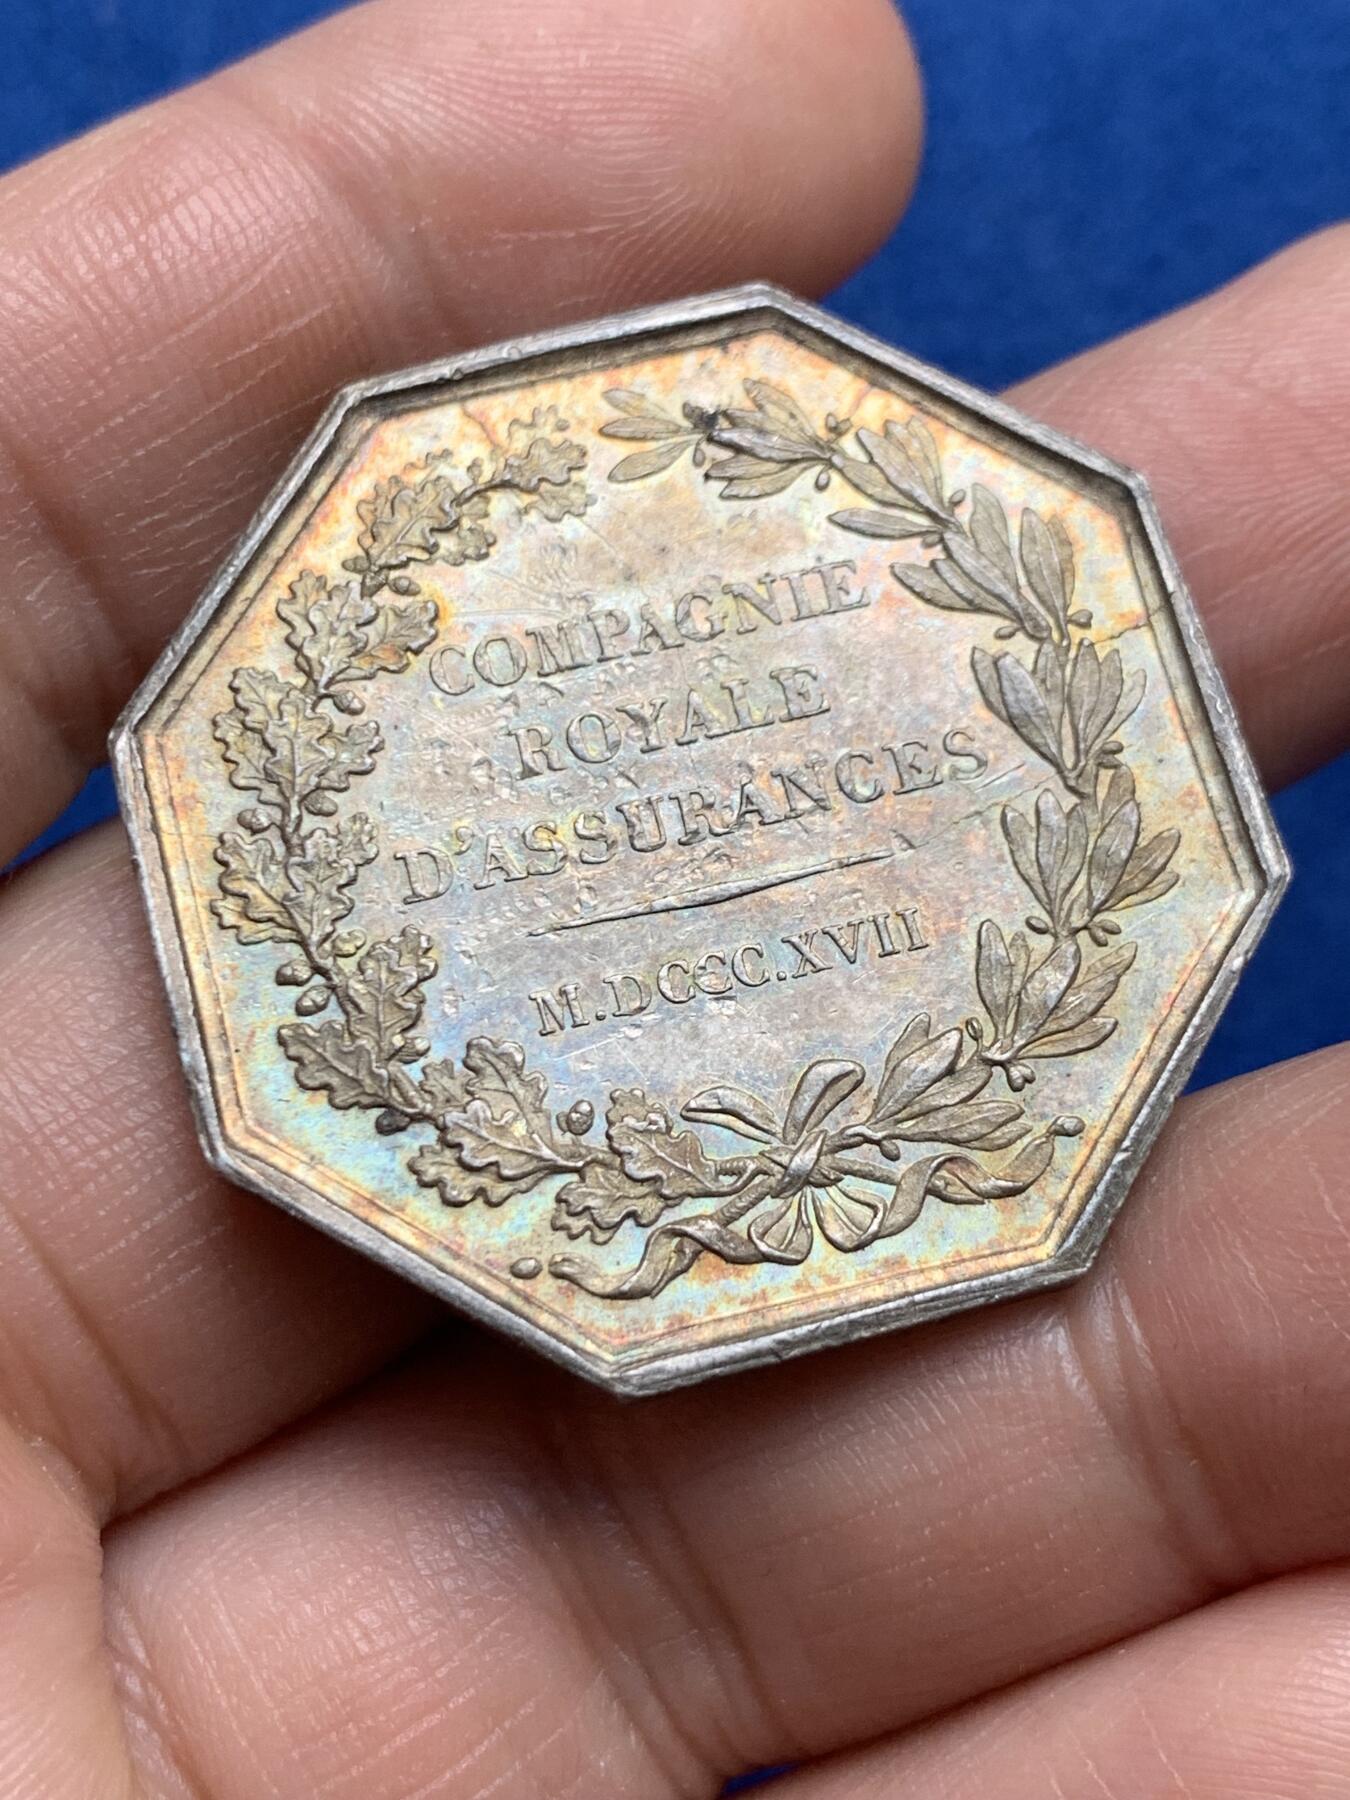 COMPAGNIE
ROYALE
D'ASSURANCES
M.DCCC.XVII